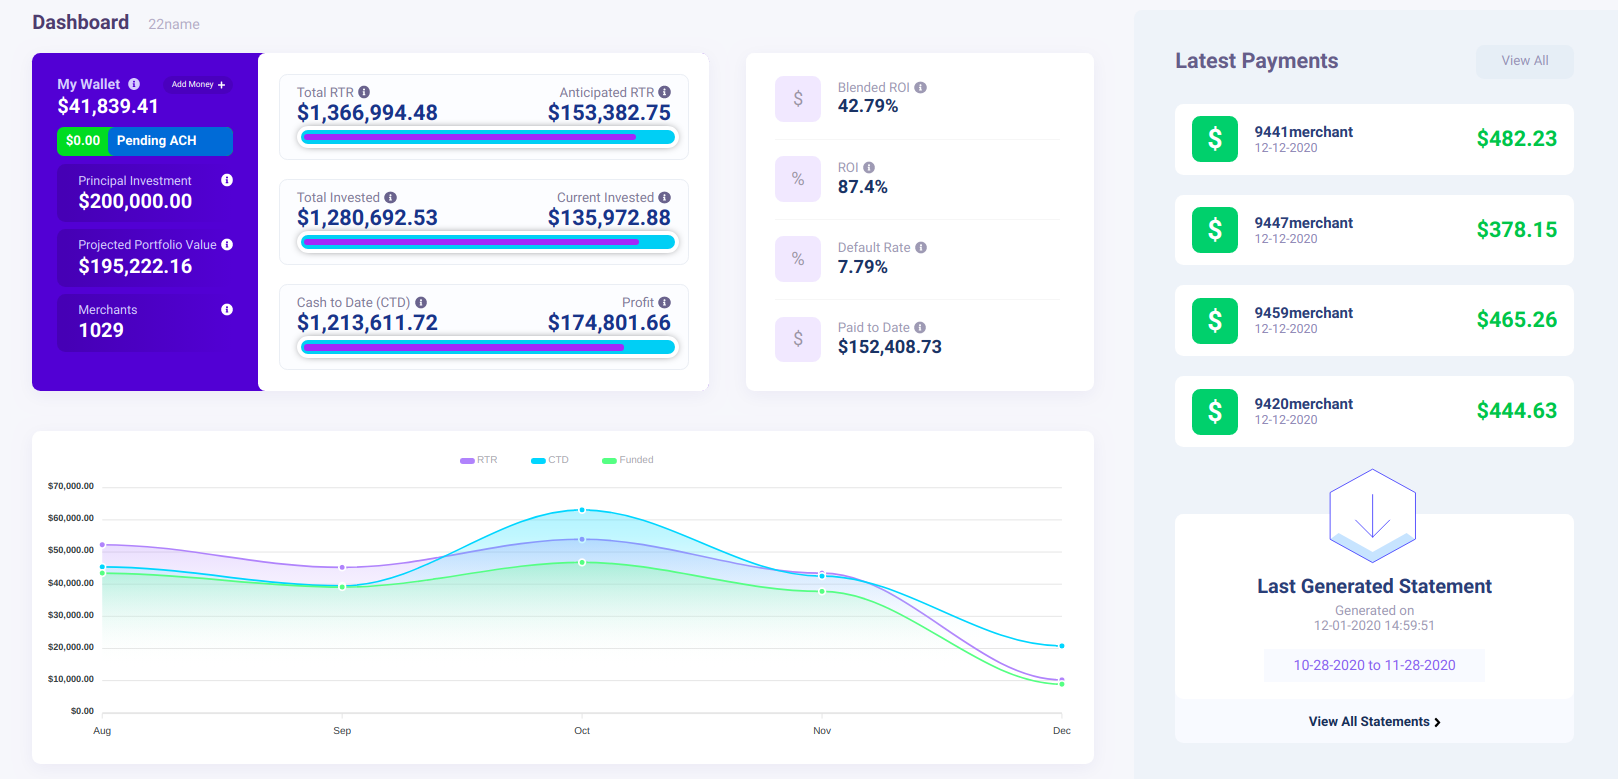 Dashboard 22name
My Wallet
Add Money +
$41,839.41
$0.00 Pending ACH
Principal Investment
$200,000.00
Projected Portfolio Value
$195,222.16
Merchants
1029
Total RTR Anticipated RTR
$1,366,994.48 $153,382.75
Total Invested Current Invested
$1,280,692.53 $135,972.88
Cash to Date (CTD) Profit
$1,213,611.72 $174,801.66
$
Blended ROI
42.79%
%
ROI
87.4%
%
Default Rate
7.79%
$
Paid to Date
$152,408.73
RTR CTD Funded
$70,000.00
$60,000.00
$50,000.00
$40,000.00
$30,000.00
$20,000.00
$10,000.00
$0.00
Aug Sep Oct Nov Dec
Latest Payments View All
$
9441merchant
12-12-2020
$482.23
$
9447merchant
12-12-2020
$378.15
$
9459merchant
12-12-2020
$465.26
$
9420merchant
12-12-2020
$444.63
Last Generated Statement
Generated on
12-01-2020 14:59:51
10-28-2020 to 11-28-2020
View All Statements